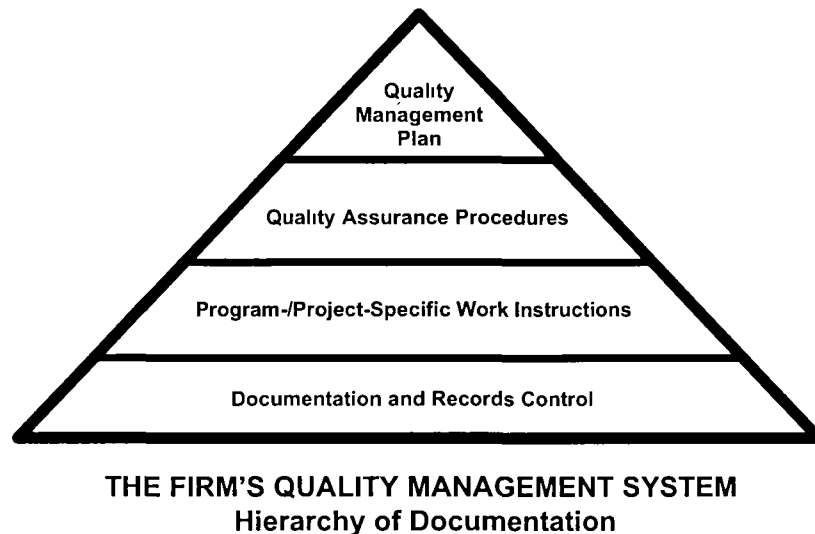 Quality
Management
Plan
Quality Assurance Procedures
Program-/Project-Specific Work Instructions
Documentation and Records Control
THE FIRM'S QUALITY MANAGEMENT SYSTEM
Hierarchy of Documentation